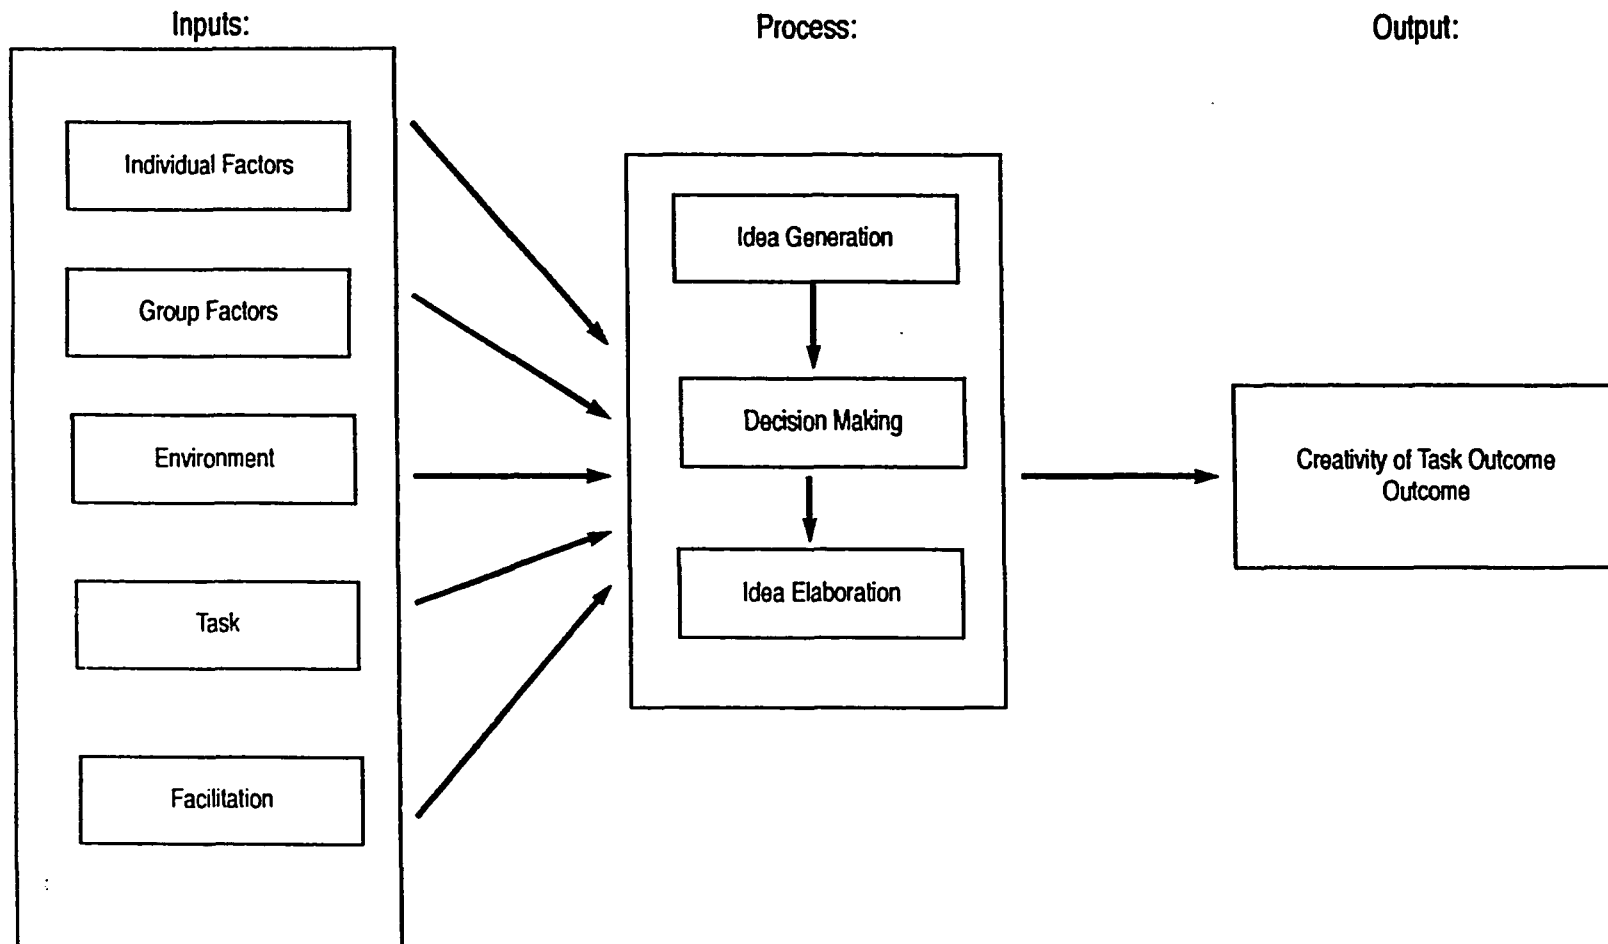 Inputs:
Process:
Output:
Individual Factors
Group Factors
Environment
Task
Facilitation
Idea Generation
Decision Making
Idea Elaboration
Creativity of Task Outcome
Outcome